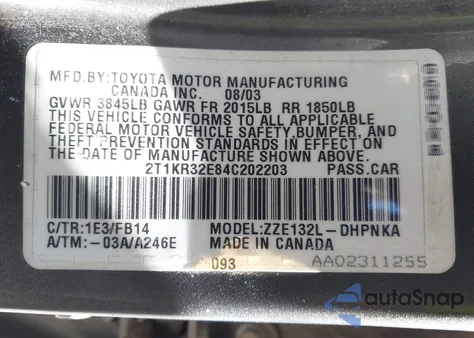 MFD.BY:TOYOTA MOTOR MANUFACTURING
CANADA INC. 08/03
GVWR 3845LB GAWR FR 2015LB RR 1850LB
THIS VEHICLE CONFORMS TO ALL APPLICABLE
FEDERAL MOTOR VEHICLE SAFETY,BUMPER, AND
THEFT PREVENTION STANDARDS IN EFFECT ON
THE DATE OF MANUFACTURE SHOWN ABOVE.
2T1KR32E84C202203 PASS.CAR
C/TR:1E3/FB14 MODEL:ZZE132L-DHPNKA
A/TM:-03A/A246E MADE IN CANADA
093 AA02311255
autoSnap